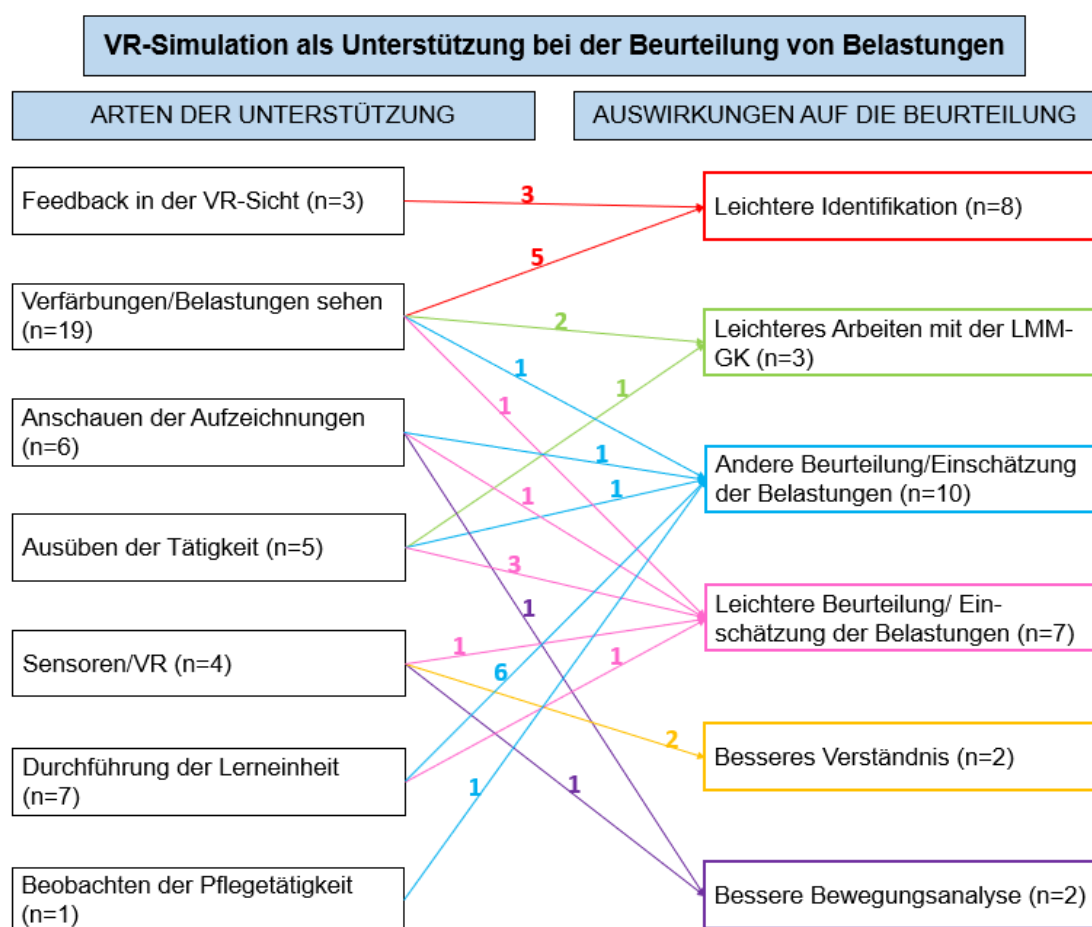 VR-Simulation als Unterstützung bei der Beurteilung von Belastungen
ARTEN DER UNTERSTÜTZUNG
AUSWIRKUNGEN AUF DIE BEURTEILUNG
Feedback in der VR-Sicht (n=3)
3
Leichtere Identifikation (n=8)
5
Verfärbungen/Belastungen sehen
(n=19)
2
Leichteres Arbeiten mit der LMM-
GK (n=3)
1
1
1
Anschauen der Aufzeichnungen
(n=6)
1
Andere Beurteilung/Einschätzung
der Belastungen (n=10)
1
1
Ausüben der Tätigkeit (n=5)
3
1
Leichtere Beurteilung/ Ein-
schätzung der Belastungen (n=7)
Sensoren/VR (n=4)
1
1
6
2
Besseres Verständnis (n=2)
Durchführung der Lerneinheit
(n=7)
1
1
Beobachten der Pflegetätigkeit
(n=1)
Bessere Bewegungsanalyse (n=2)